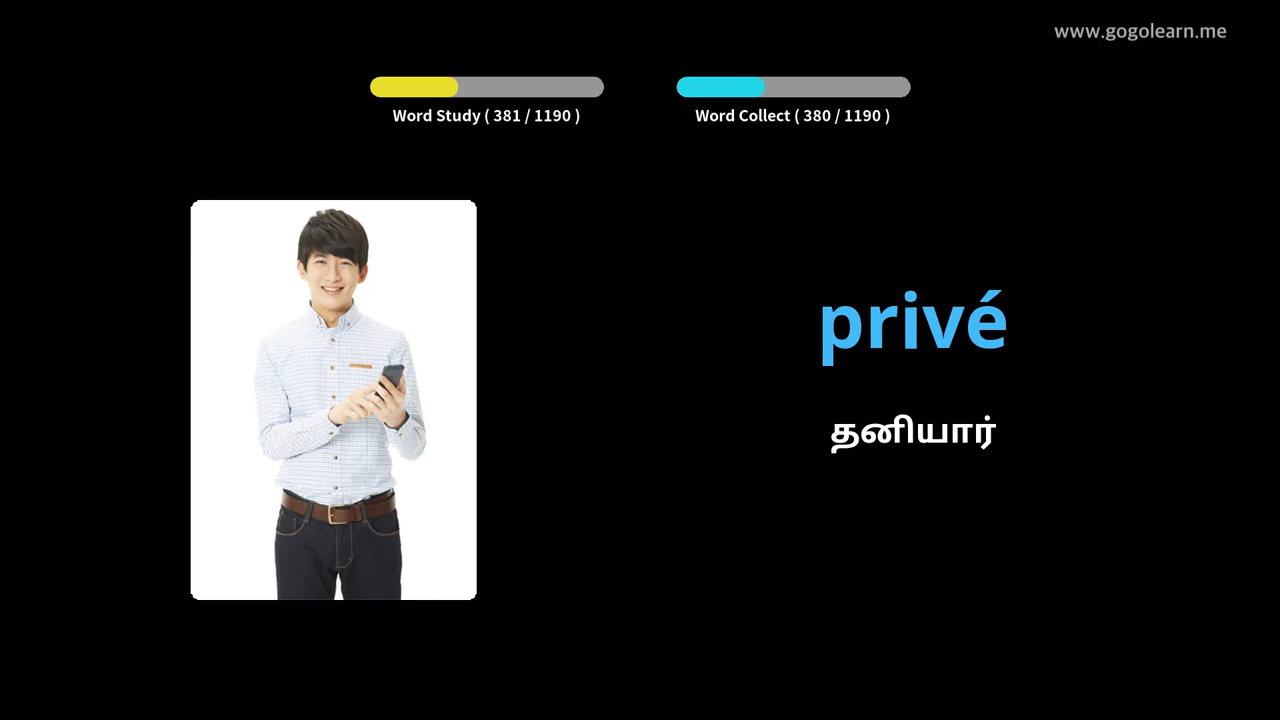 www.gogolearn.me
Word Study ( 381 / 1190 )
Word Collect ( 380 / 1190 )
privé
தனியார்